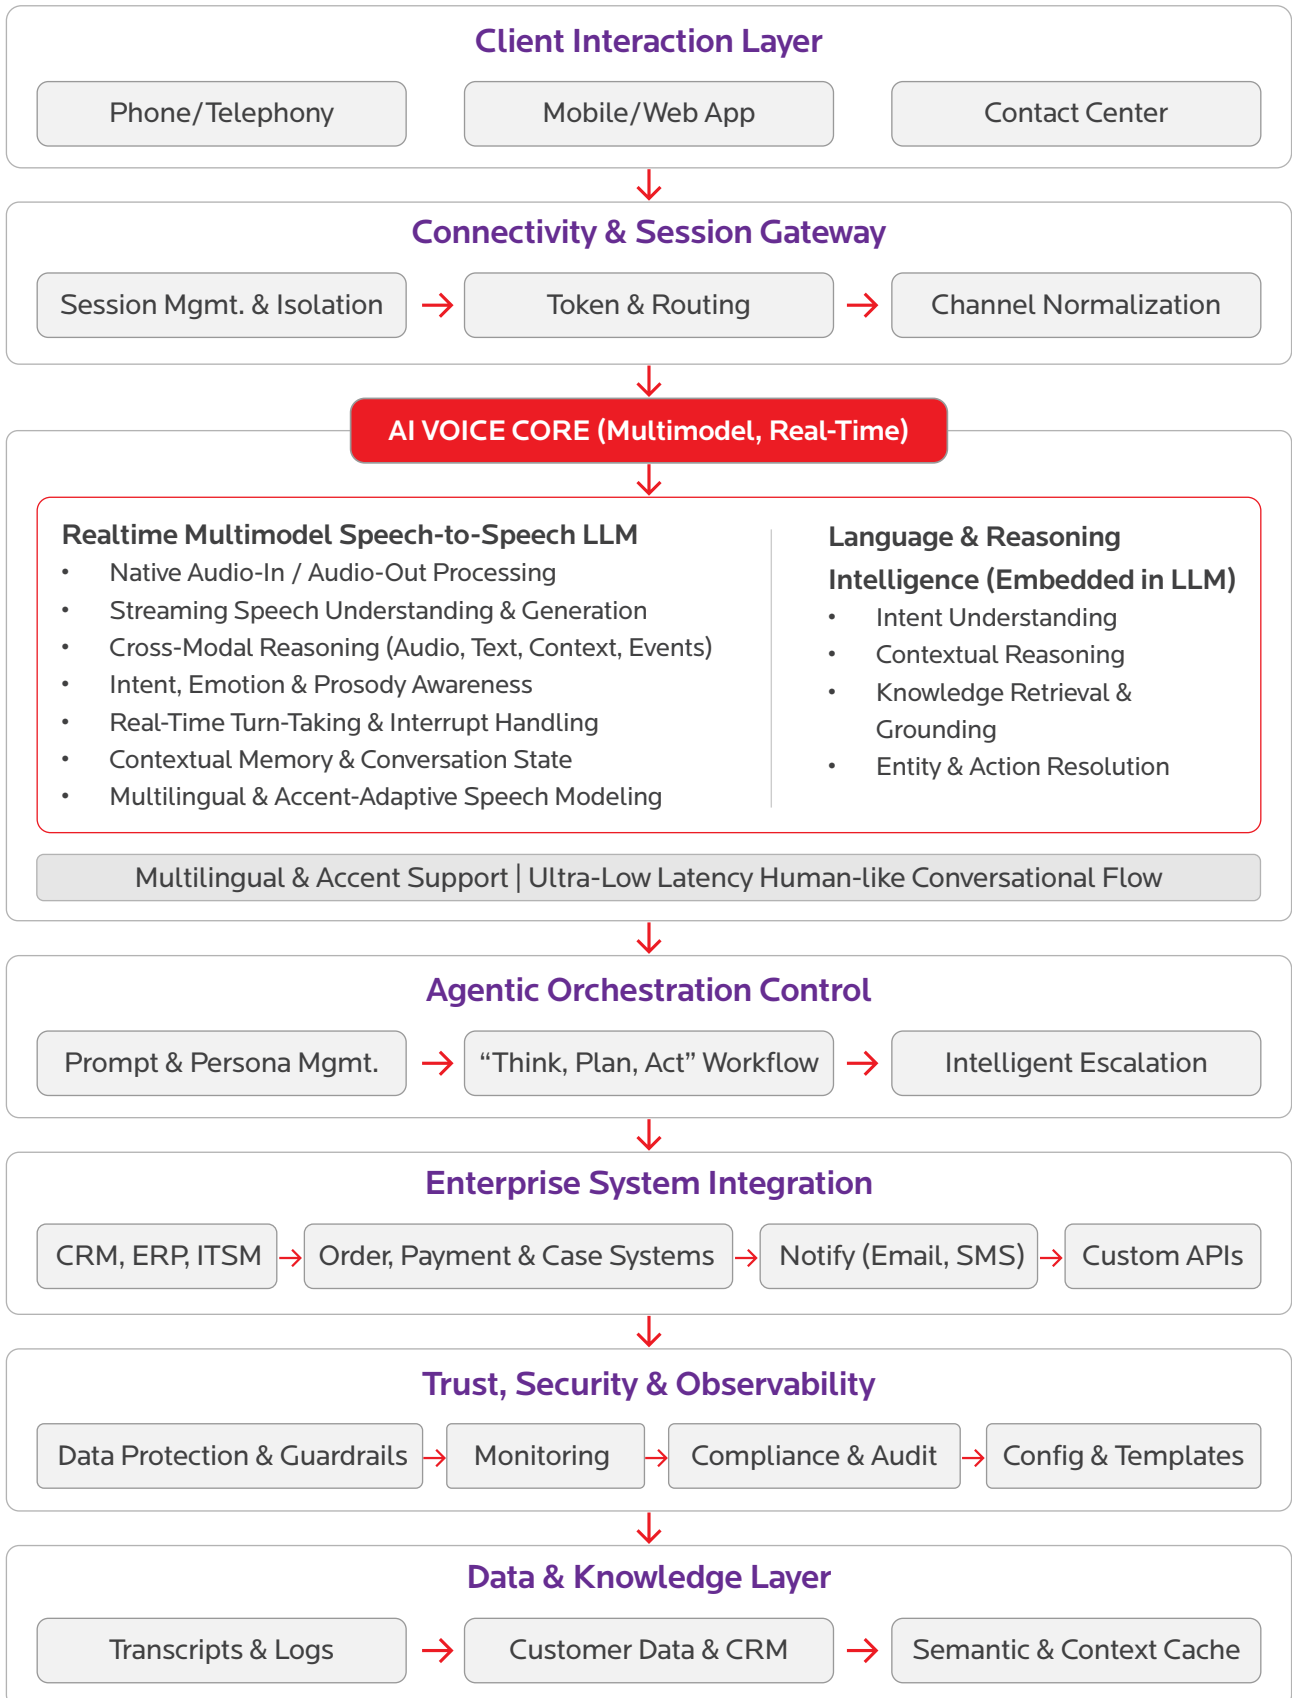 Client Interaction Layer
Phone/Telephony
Mobile/Web App
Contact Center
Connectivity & Session Gateway
Session Mgmt. & Isolation
Token & Routing
Channel Normalization
AI VOICE CORE (Multimodel, Real-Time)
Realtime Multimodel Speech-to-Speech LLM
• Native Audio-In / Audio-Out Processing
• Streaming Speech Understanding & Generation
• Cross-Modal Reasoning (Audio, Text, Context, Events)
• Intent, Emotion & Prosody Awareness
• Real-Time Turn-Taking & Interrupt Handling
• Contextual Memory & Conversation State
• Multilingual & Accent-Adaptive Speech Modeling
Language & Reasoning
Intelligence (Embedded in LLM)
• Intent Understanding
• Contextual Reasoning
• Knowledge Retrieval &
Grounding
• Entity & Action Resolution
Multilingual & Accent Support | Ultra-Low Latency Human-like Conversational Flow
Agentic Orchestration Control
Prompt & Persona Mgmt.
“Think, Plan, Act” Workflow
Intelligent Escalation
Enterprise System Integration
CRM, ERP, ITSM
Order, Payment & Case Systems
Notify (Email, SMS)
Custom APIs
Trust, Security & Observability
Data Protection & Guardrails
Monitoring
Compliance & Audit
Config & Templates
Data & Knowledge Layer
Transcripts & Logs
Customer Data & CRM
Semantic & Context Cache